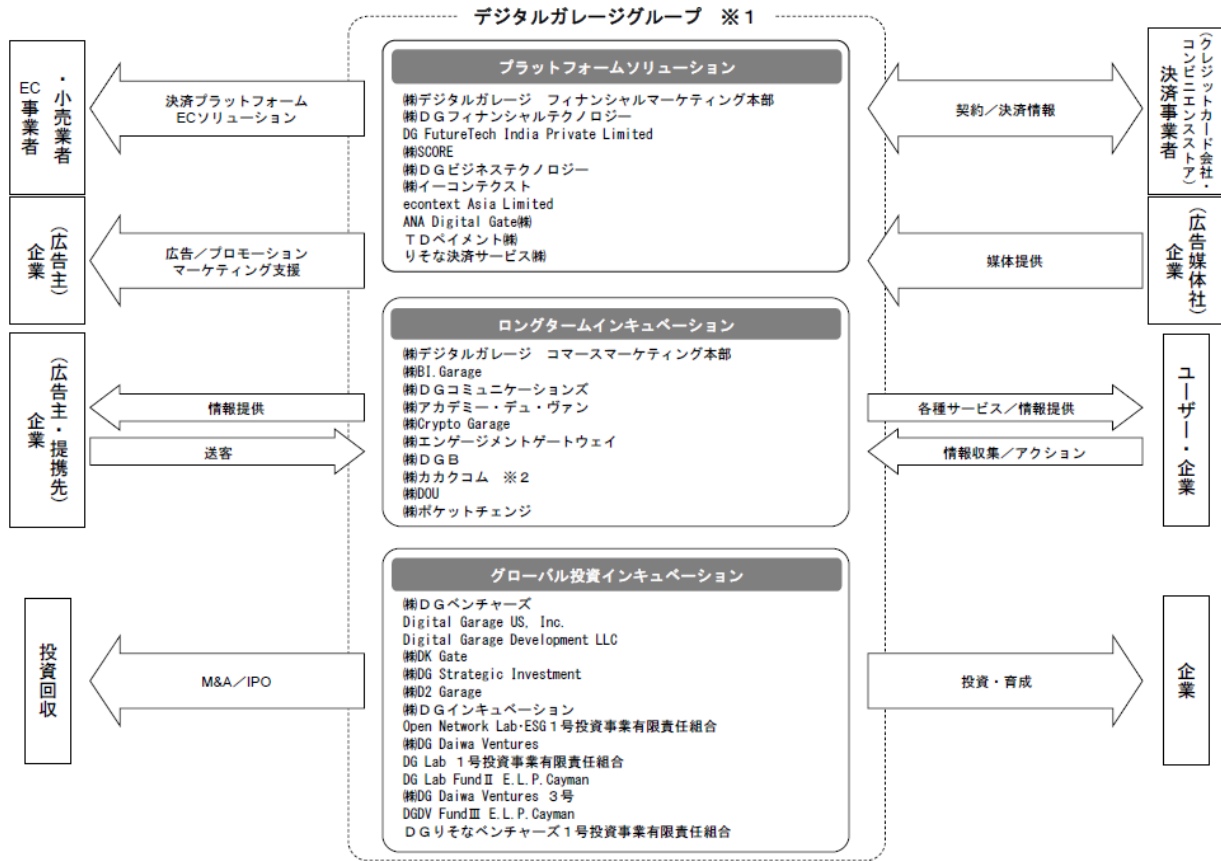 デジタルガレージグループ ※1
EC
事業者
・小売業者
決済プラットフォーム
ECソリューション
プラットフォームソリューション
㈱デジタルガレージ フィナンシャルマーケティング本部
㈱DGフィナンシャルテクノロジー
DG FutureTech India Private Limited
㈱SCORE
㈱DGビジネステクノロジー
㈱イーコンテクスト
econtext Asia Limited
ANA Digital Gate㈱
TDペイメント㈱
りそな決済サービス㈱
契約/決済情報
決済事業者
(クレジットカード会社・
コンビニエンスストア)
企業
(広告主)
広告/プロモーション
マーケティング支援
媒体提供
企業
(広告媒体社)
企業
(広告主・提携先)
情報提供
送客
ロングタームインキュベーション
㈱デジタルガレージ コマースマーケティング本部
㈱BI.Garage
㈱DGコミュニケーションズ
㈱アカデミー・デュ・ヴァン
㈱Crypto Garage
㈱エンゲージメントゲートウェイ
㈱DGB
㈱カカクコム ※2
㈱DOU
㈱ポケットチェンジ
各種サービス/情報提供
情報収集/アクション
ユーザー・企業
投資回収
M&A/IPO
グローバル投資インキュベーション
㈱DGベンチャーズ
Digital Garage US, Inc.
Digital Garage Development LLC
㈱DK Gate
㈱DG Strategic Investment
㈱D2 Garage
㈱DGインキュベーション
Open Network Lab・ESG1号投資事業有限責任組合
㈱DG Daiwa Ventures
DG Lab 1号投資事業有限責任組合
DG Lab FundⅡ E.L.P.Cayman
㈱DG Daiwa Ventures 3号
DGDV FundⅢ E.L.P.Cayman
DGりそなベンチャーズ1号投資事業有限責任組合
投資・育成
企業